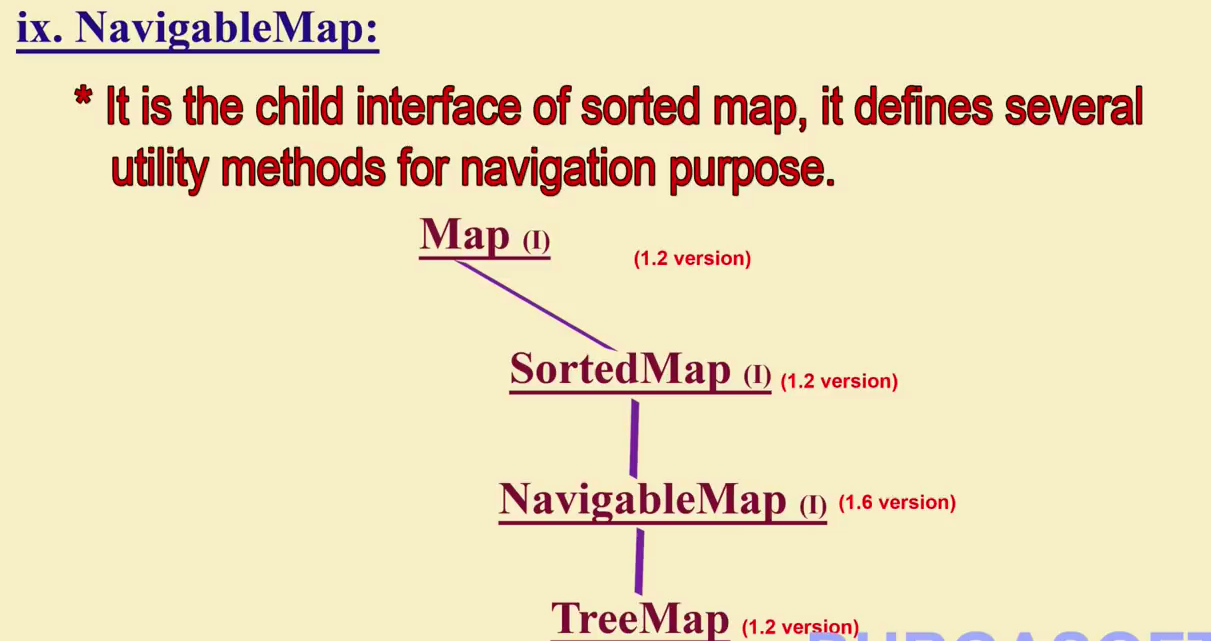 ix. NavigableMap:
* It is the child interface of sorted map, it defines several
utility methods for navigation purpose.
Map (I)
(1.2 version)
SortedMap (I) (1.2 version)
NavigableMap (I) (1.6 version)
TreeMap (1.2 version)